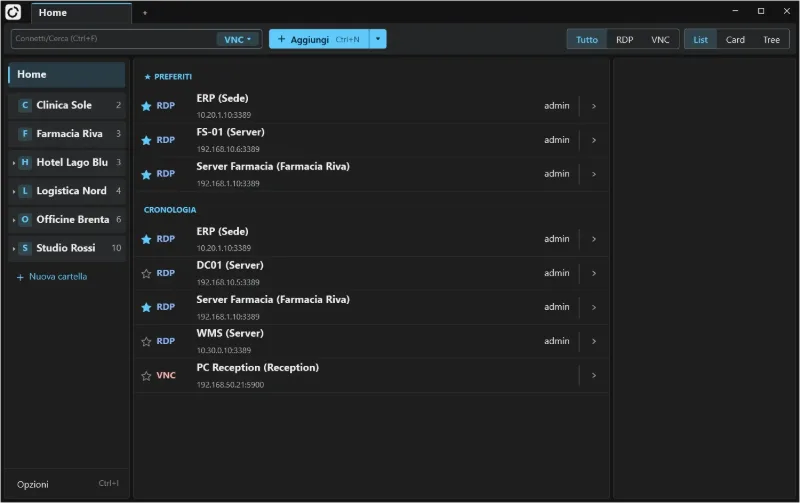 Home
+
Connetti/Cerca (Ctrl+F)
VNC
+ Aggiungi Ctrl+N
Tutto RDP VNC
List Card Tree
Home
C Clinica Sole 2
F Farmacia Riva 3
H Hotel Lago Blu 3
L Logistica Nord 4
O Officine Brenta 6
S Studio Rossi 10
+ Nuova cartella
Opzioni Ctrl+I
★ PREFERITI
★ RDP ERP (Sede) admin
10.20.1.10:3389
★ RDP FS-01 (Server) admin
192.168.10.6:3389
★ RDP Server Farmacia (Farmacia Riva) admin
192.168.1.10:3389
CRONOLOGIA
★ RDP ERP (Sede) admin
10.20.1.10:3389
☆ RDP DC01 (Server) admin
192.168.10.5:3389
★ RDP Server Farmacia (Farmacia Riva) admin
192.168.1.10:3389
☆ RDP WMS (Server) admin
10.30.0.10:3389
☆ VNC PC Reception (Reception)
192.168.50.21:5900